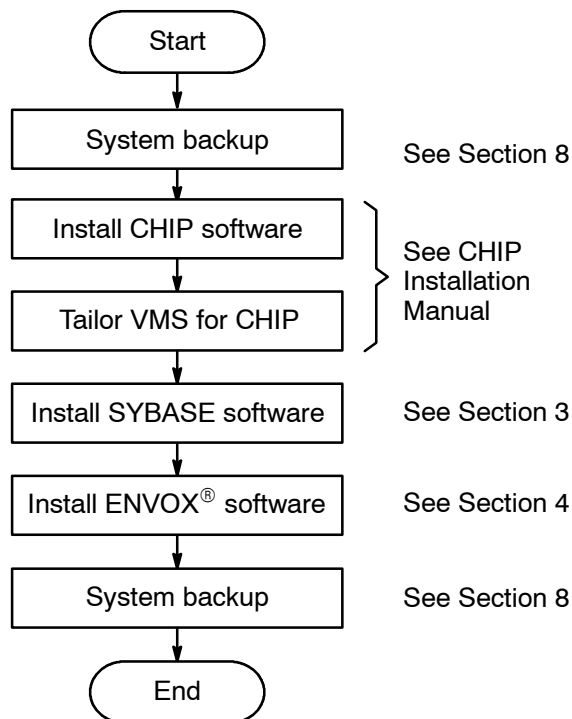 Start
System backup
See Section 8
Install CHIP software
Tailor VMS for CHIP
See CHIP
Installation
Manual
Install SYBASE software
See Section 3
Install ENVOX® software
See Section 4
System backup
See Section 8
End